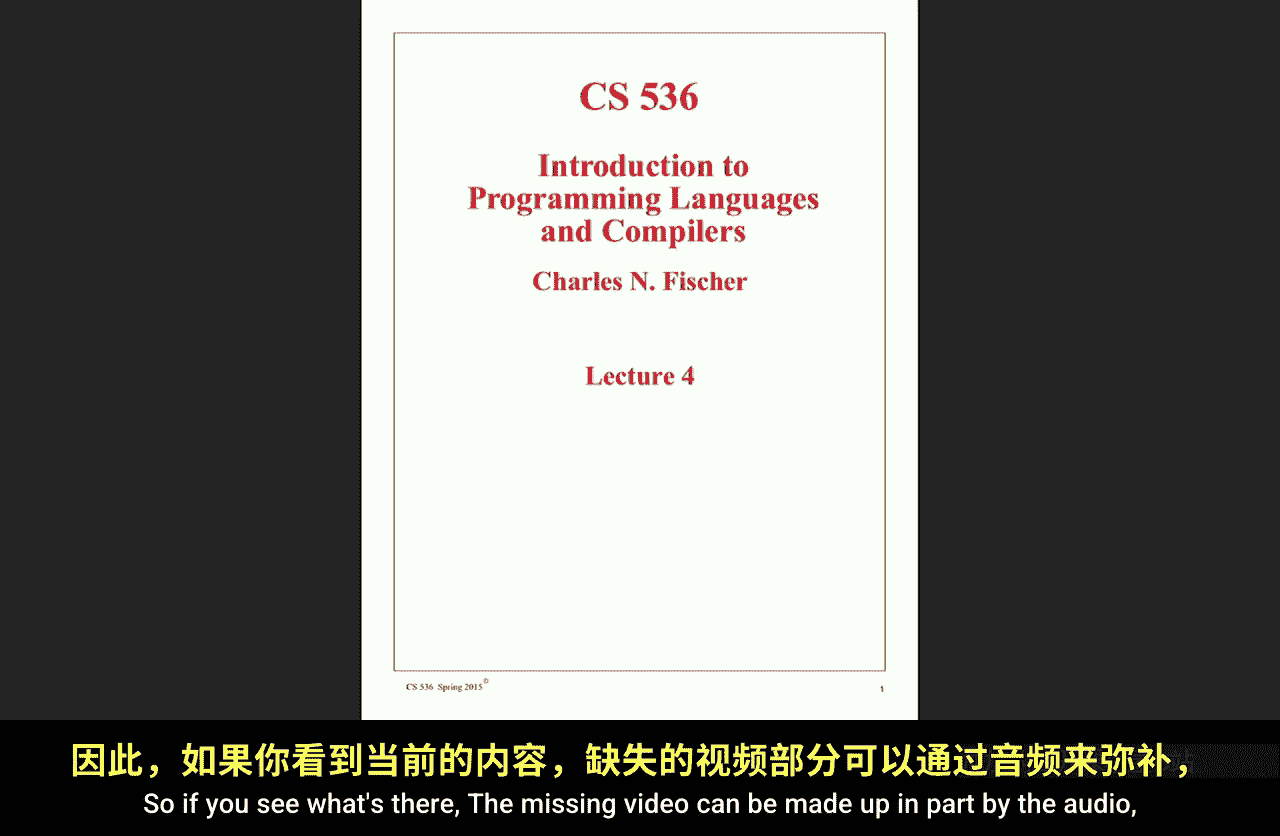 CS 536
Introduction to
Programming Languages
and Compilers
Charles N. Fischer
Lecture 4
CS 536 Spring 2015©
1
因此，如果你看到当前的内容，缺失的视频部分可以通过音频来弥补，
So if you see what's there, The missing video can be made up in part by the audio,